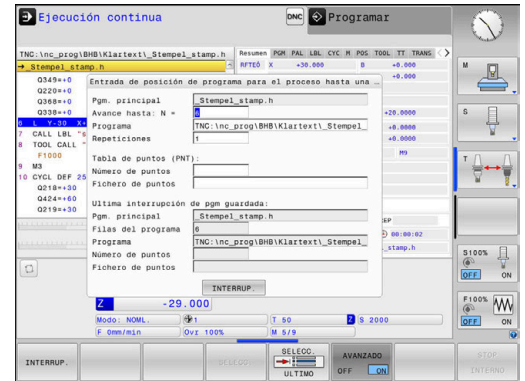 Ejecución continua
DNC
Programar
TNC:\nc_prog\BHB\Klartext\_Stempel_stamp.h
→_Stempel_stamp.h
Resumen PGM PAL LBL CYC M POS TOOL TT TRANS
RFTEÓ X +30.000 B +0.000
+0.000
Q349=+0
Q220=+0
Q368=+0
Q338=+0
6 L Y-30 X+
7 CALL LBL "S
8 TOOL CALL "
F1000
9 M3
10 CYCL DEF 25
Q218=+30
Q424=+60
Q219=+30
Entrada de posición de programa para el proceso hasta una …
Pgm. principal _Stempel_stamp.h
Avance hasta: N = 6
Programa TNC:\nc_prog\BHB\Klartext\_Stempel_
Repeticiones 1
Tabla de puntos (PNT):
Número de puntos
Fichero de puntos
Ultima interrupción de pgm guardada:
Pgm. principal _Stempel_stamp.h
Filas del programa 6
Programa TNC:\nc_prog\BHB\Klartext\_Stempel_
Número de puntos
Fichero de puntos
INTERRUP.
+20.0000
+0.0000
+0.0000
M9
EP
00:00:02
_stamp.h
Z -29.000
Modo: NOML. 1 T 50 Z S 2000
F 0mm/min Ovr 100% M 5/9
M
S
T
S100%
OFF ON
F100%
OFF ON
INTERRUP.
SELECC.
SELECC.
ULTIMO
AVANZADO
OFF ON
STOP
INTERNO